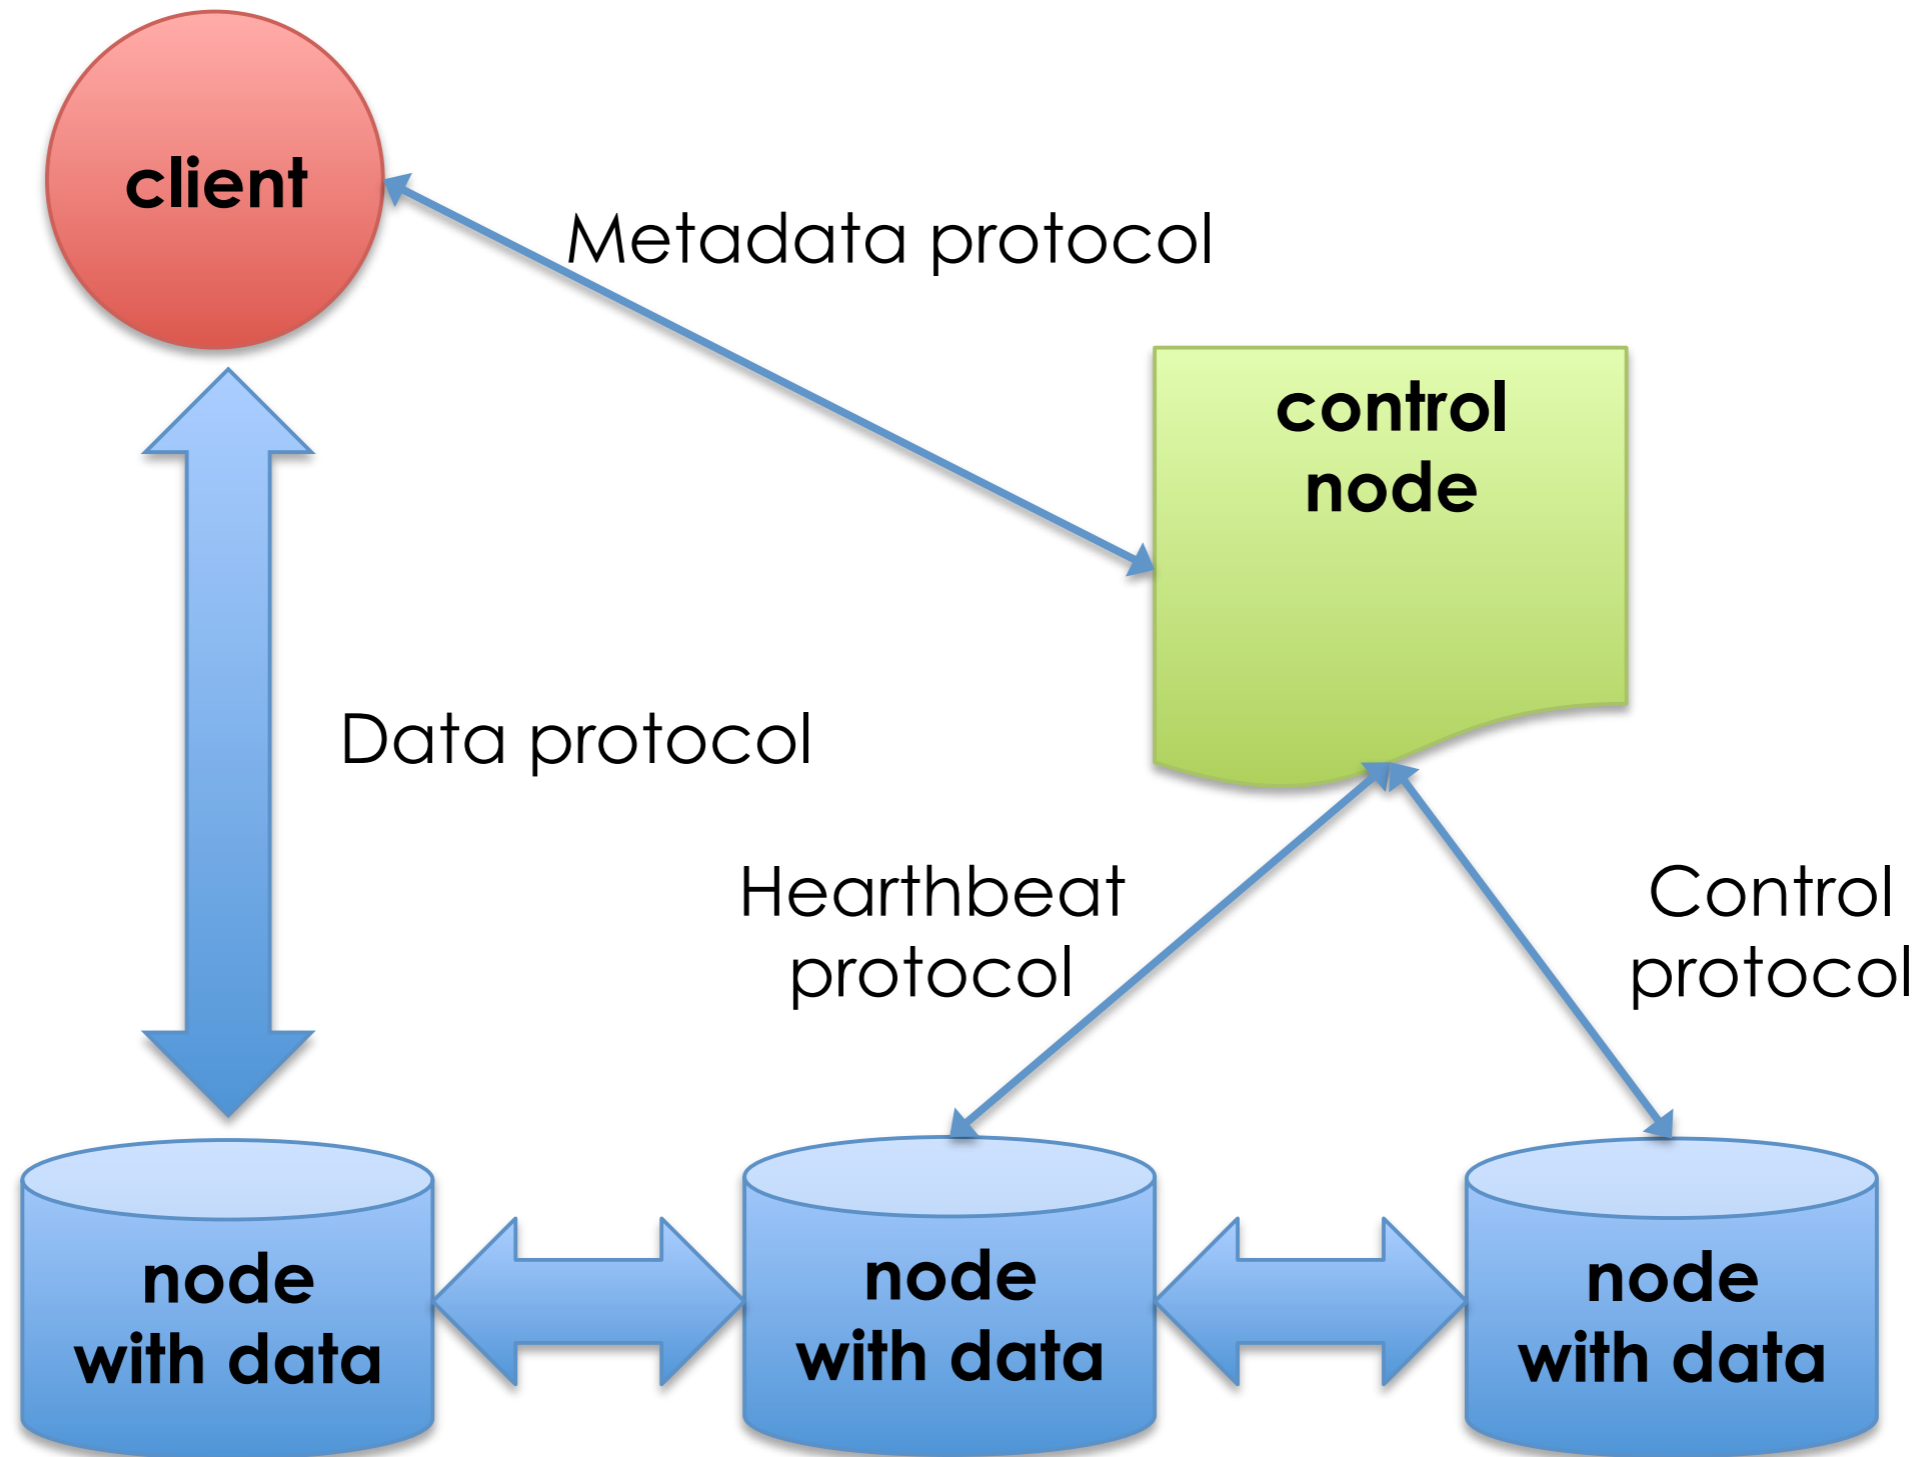 client
Metadata protocol
control
node
Data protocol
Hearthbeat
protocol
Control
protocol
node
with data
node
with data
node
with data